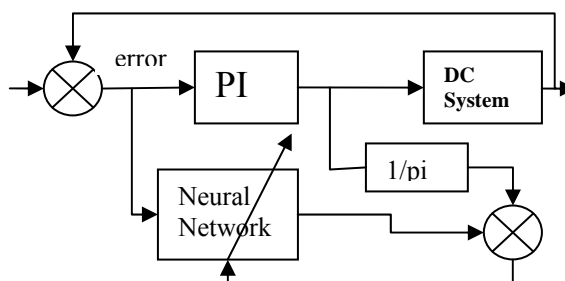 error
PI
DC
System
1/pi
Neural
Network